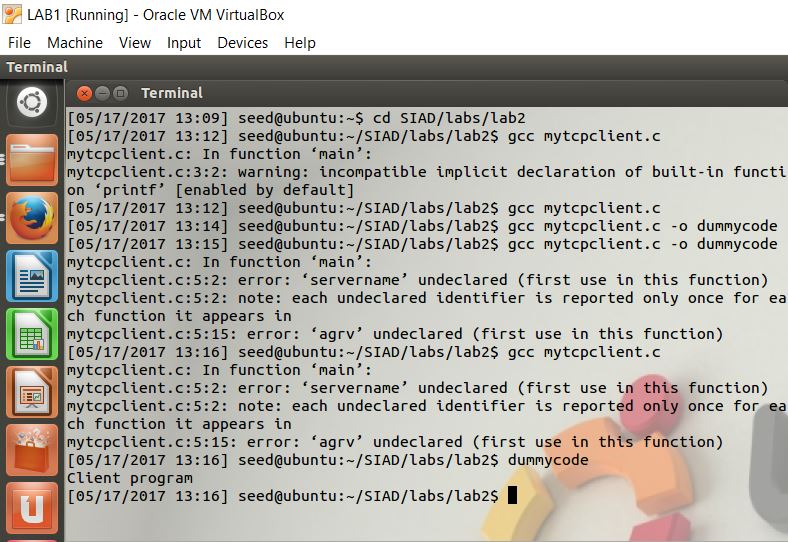 LAB1 [Running] - Oracle VM VirtualBox
File Machine View Input Devices Help
Terminal
Terminal
[05/17/2017 13:09] seed@ubuntu:~$ cd SIAD/labs/lab2
[05/17/2017 13:12] seed@ubuntu:~/SIAD/labs/lab2$ gcc mytcpclient.c
mytcpclient.c: In function ‘main’:
mytcpclient.c:3:2: warning: incompatible implicit declaration of built-in functi
on ‘printf’ [enabled by default]
[05/17/2017 13:12] seed@ubuntu:~/SIAD/labs/lab2$ gcc mytcpclient.c
[05/17/2017 13:14] seed@ubuntu:~/SIAD/labs/lab2$ gcc mytcpclient.c -o dummycode
[05/17/2017 13:15] seed@ubuntu:~/SIAD/labs/lab2$ gcc mytcpclient.c -o dummycode
mytcpclient.c: In function ‘main’:
mytcpclient.c:5:2: error: ‘servername’ undeclared (first use in this function)
mytcpclient.c:5:2: note: each undeclared identifier is reported only once for ea
ch function it appears in
mytcpclient.c:5:15: error: ‘agrv’ undeclared (first use in this function)
[05/17/2017 13:16] seed@ubuntu:~/SIAD/labs/lab2$ gcc mytcpclient.c
mytcpclient.c: In function ‘main’:
mytcpclient.c:5:2: error: ‘servername’ undeclared (first use in this function)
mytcpclient.c:5:2: note: each undeclared identifier is reported only once for ea
ch function it appears in
mytcpclient.c:5:15: error: ‘agrv’ undeclared (first use in this function)
[05/17/2017 13:16] seed@ubuntu:~/SIAD/labs/lab2$ dummycode
Client program
[05/17/2017 13:16] seed@ubuntu:~/SIAD/labs/lab2$